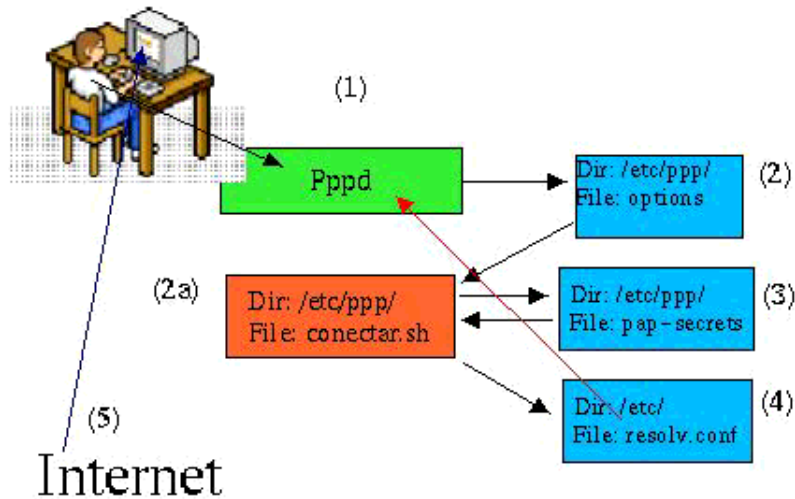 (1)
Pppd
Dir: /etc/ppp/
File: options
(2)
(2a)
Dir: /etc/ppp/
File: conectar.sh
Dir: /etc/ppp/
File: pap-secrets
(3)
Dir: /etc/
File: resolv.conf
(4)
(5)
Internet